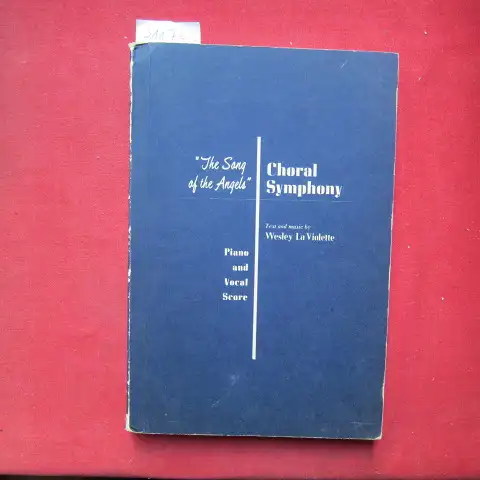 "The Song
of the Angels"
Choral
Symphony
Text and music by
Wesley La Violette
Piano
and
Vocal
Score